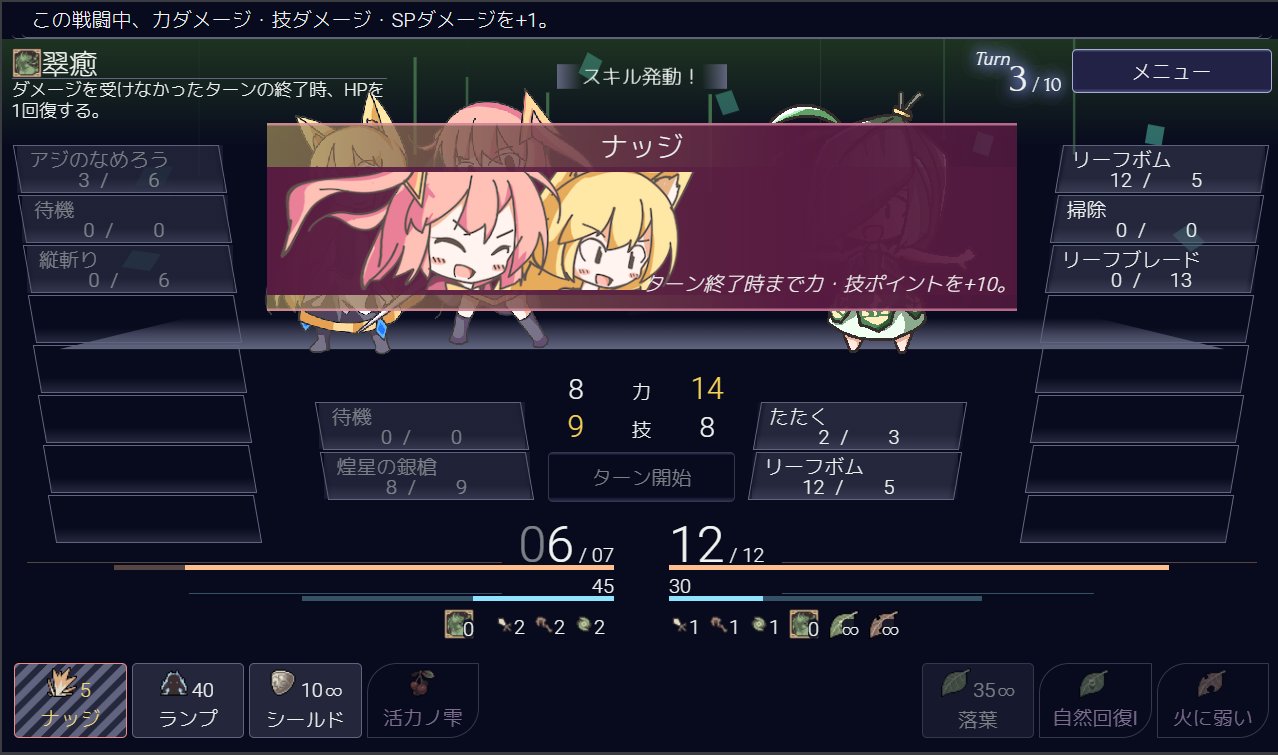 この戦闘中、力ダメージ・技ダメージ・SPダメージを+1。
翠癒
ダメージを受けなかったターンの終了時、HPを
1回復する。
スキル発動！
Turn 3/10
メニュー
ナッジ
ターン終了時まで力・技ポイントを+10。
アジのなめろう
3 / 6
待機
0 / 0
縦斬り
0 / 6
リーフボム
12 / 5
掃除
0 / 0
リーフブレード
0 / 13
8 力 14
9 技 8
待機
0 / 0
煌星の銀槍
8 / 9
ターン開始
たたく
2 / 3
リーフボム
12 / 5
06 / 07
12 / 12
45
30
0 2 2 2
1 1 1 0 ∞ ∞
5
ナッジ
40
ランプ
10∞
シールド
活力ノ雫
35∞
落葉
自然回復I
火に弱い